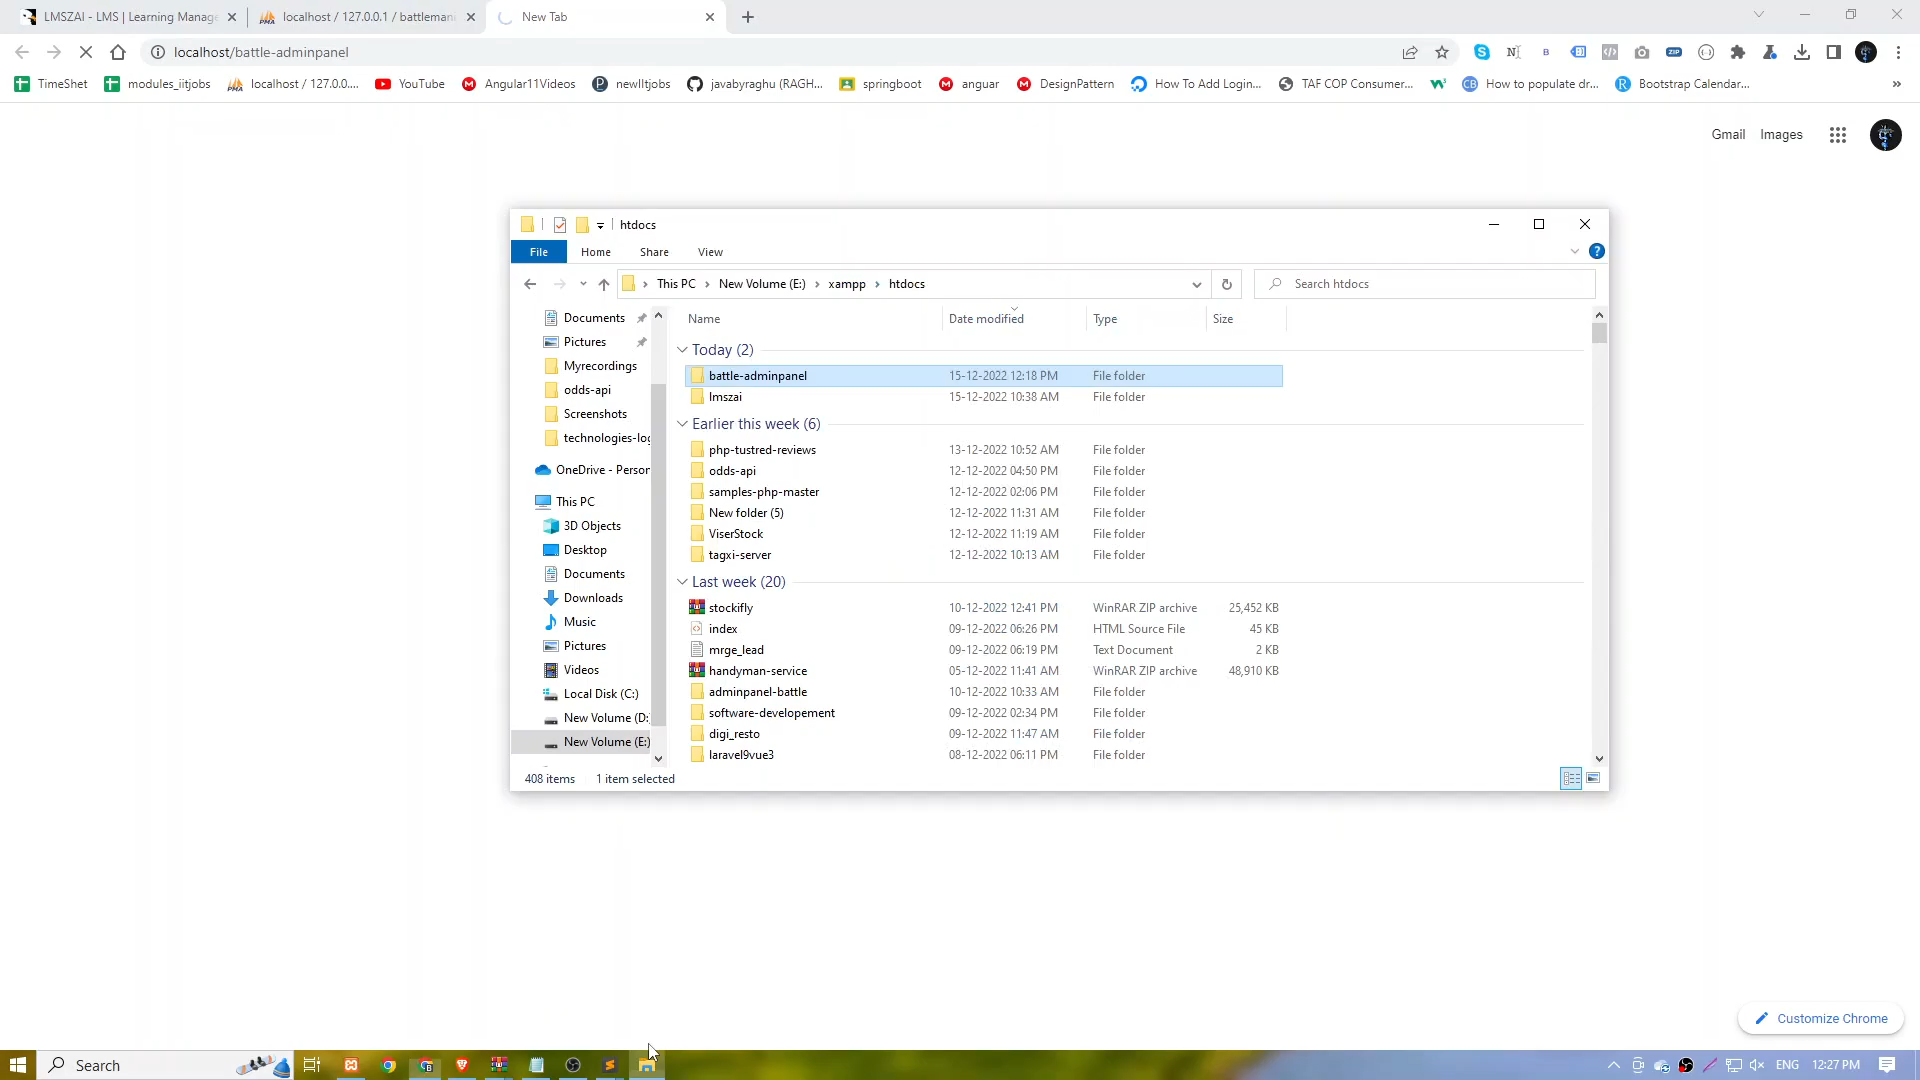 LMSZAI - LMS | Learning Manage
localhost / 127.0.0.1 / battleman
New Tab
localhost/battle-adminpanel
TimeShet
modules_iitjobs
localhost / 127.0.0....
YouTube
Angular11Videos
newIItjobs
javabyraghu (RAGH...
springboot
anguar
DesignPattern
How To Add Login...
TAF COP Consumer...
How to populate dr...
Bootstrap Calendar...
Gmail Images
htdocs
File Home Share View
This PC > New Volume (E:) > xampp > htdocs
Search htdocs
Documents
Pictures
Myrecordings
odds-api
Screenshots
technologies-log
OneDrive - Person
This PC
3D Objects
Desktop
Documents
Downloads
Music
Pictures
Videos
Local Disk (C:)
New Volume (D:
New Volume (E:)
Name Date modified Type Size
Today (2)
battle-adminpanel 15-12-2022 12:18 PM File folder
lmszai 15-12-2022 10:38 AM File folder
Earlier this week (6)
php-tustred-reviews 13-12-2022 10:52 AM File folder
odds-api 12-12-2022 04:50 PM File folder
samples-php-master 12-12-2022 02:06 PM File folder
New folder (5) 12-12-2022 11:31 AM File folder
ViserStock 12-12-2022 11:19 AM File folder
tagxi-server 12-12-2022 10:13 AM File folder
Last week (20)
stockifly 10-12-2022 12:41 PM WinRAR ZIP archive 25,452 KB
index 09-12-2022 06:26 PM HTML Source File 45 KB
mrge_lead 09-12-2022 06:19 PM Text Document 2 KB
handyman-service 05-12-2022 11:41 AM WinRAR ZIP archive 48,910 KB
adminpanel-battle 10-12-2022 10:33 AM File folder
software-developement 09-12-2022 02:34 PM File folder
digi_resto 09-12-2022 11:47 AM File folder
laravel9vue3 08-12-2022 06:11 PM File folder
408 items 1 item selected
Customize Chrome
Search
ENG 12:27 PM